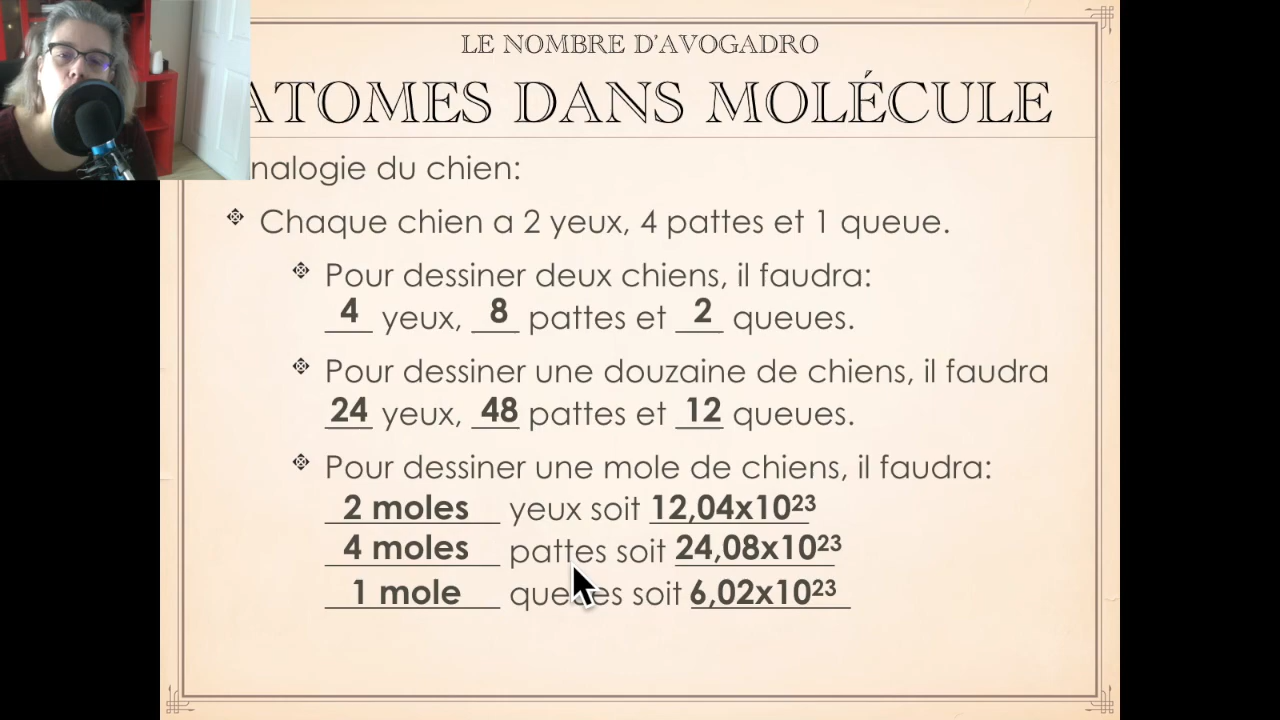 LE NOMBRE D'AVOGADRO
ATOMES DANS MOLÉCULE
nalogie du chien:
Chaque chien a 2 yeux, 4 pattes et 1 queue.
Pour dessiner deux chiens, il faudra:
4 yeux, 8 pattes et 2 queues.
Pour dessiner une douzaine de chiens, il faudra
24 yeux, 48 pattes et 12 queues.
Pour dessiner une mole de chiens, il faudra:
2 moles yeux soit 12,04x10²³
4 moles pattes soit 24,08x10²³
1 mole queues soit 6,02x10²³